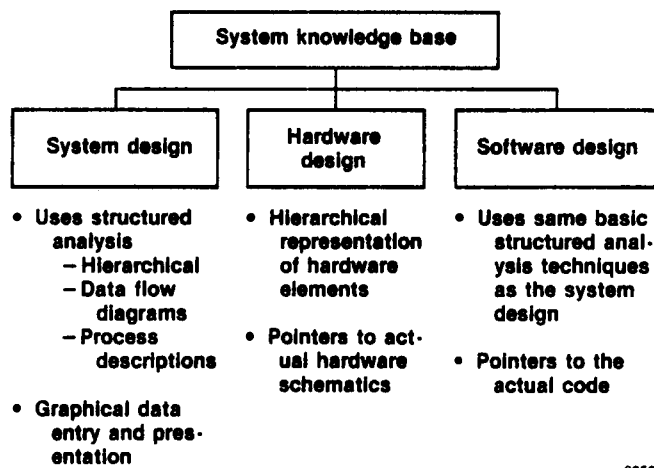 System knowledge base
System design
Hardware
design
Software design
• Uses structured
analysis
– Hierarchical
– Data flow
diagrams
– Process
descriptions
• Graphical data
entry and pres-
entation
• Hierarchical
representation
of hardware
elements
• Pointers to act-
ual hardware
schematics
• Uses same basic
structured anal-
ysis techniques
as the system
design
• Pointers to the
actual code